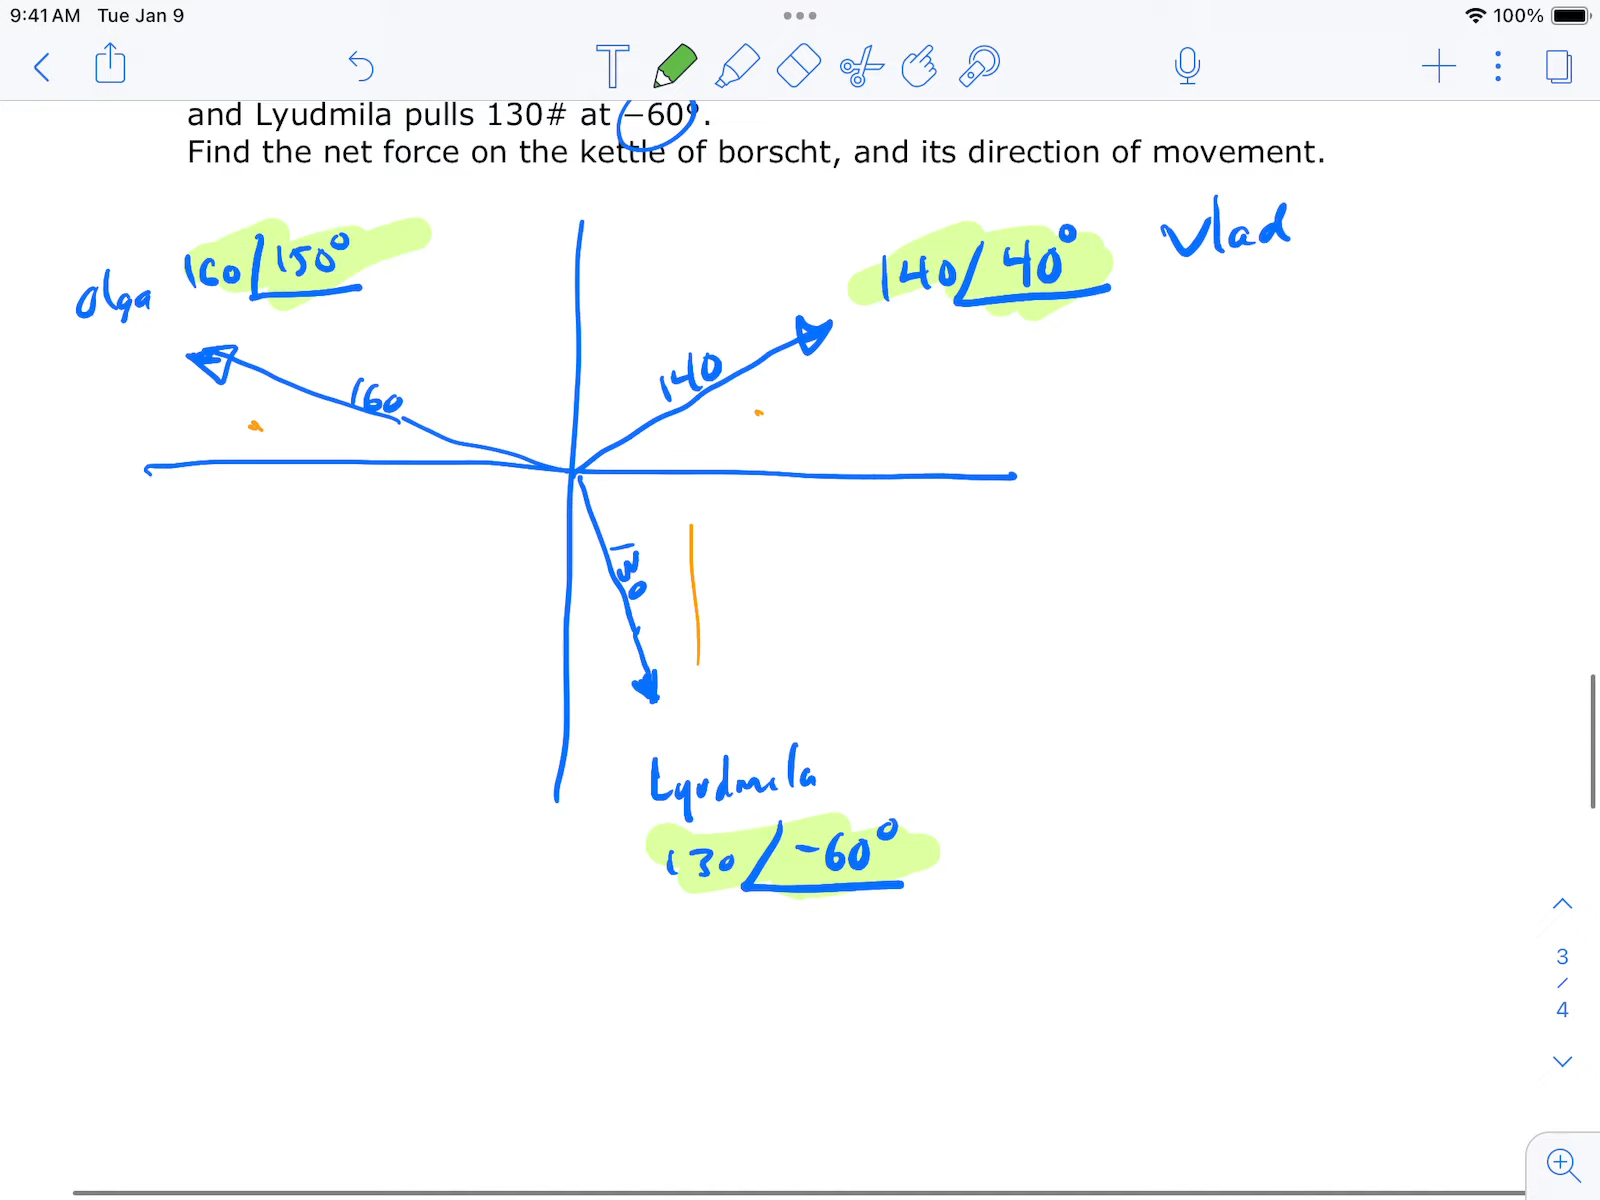 9:41 AM Tue Jan 9
100%
T
and Lyudmila pulls 130# at −60°.
Find the net force on the kettle of borscht, and its direction of movement.
Vlad
160 150°
140 40°
Olga
160
140
130
Lyudmila
130 -60°
3
/
4